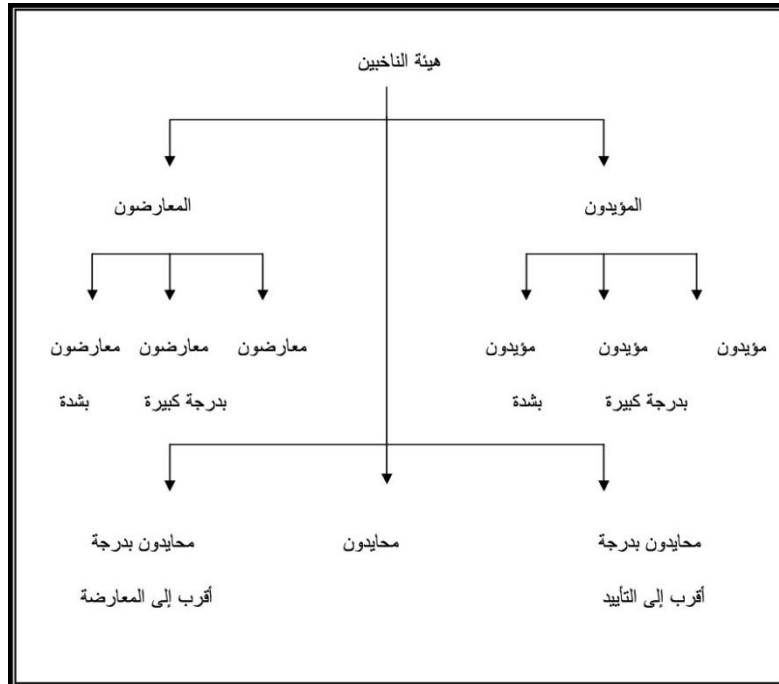 هيئة الناخبين
المؤيدون
المعارضون
مؤيدون
مؤيدون
بدرجة كبيرة
مؤيدون
بشدة
معارضون
معارضون
بدرجة كبيرة
معارضون
بشدة
محايدون بدرجة
أقرب إلى التأييد
محايدون
محايدون بدرجة
أقرب إلى المعارضة